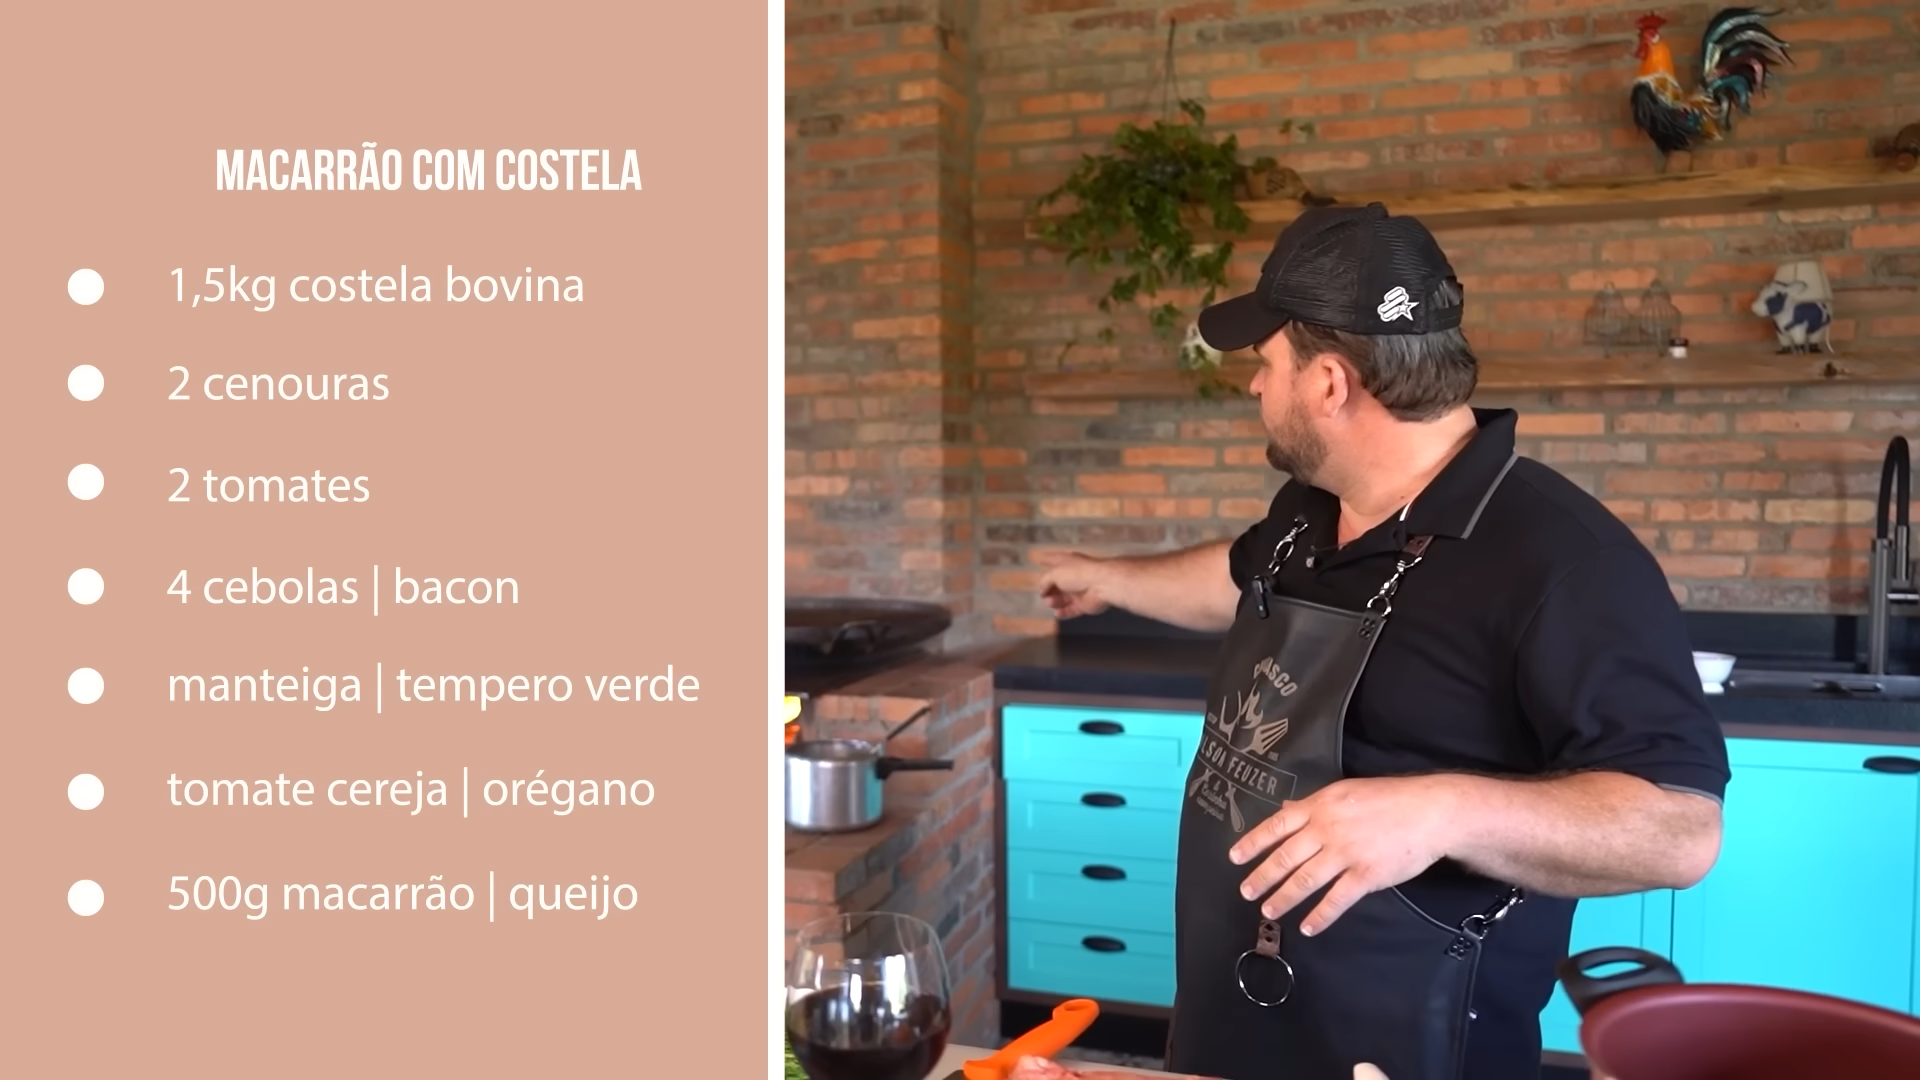 MACARRÃO COM COSTELA
1,5kg costela bovina
2 cenouras
2 tomates
4 cebolas | bacon
manteiga | tempero verde
tomate cereja | orégano
500g macarrão | queijo
FEUZER